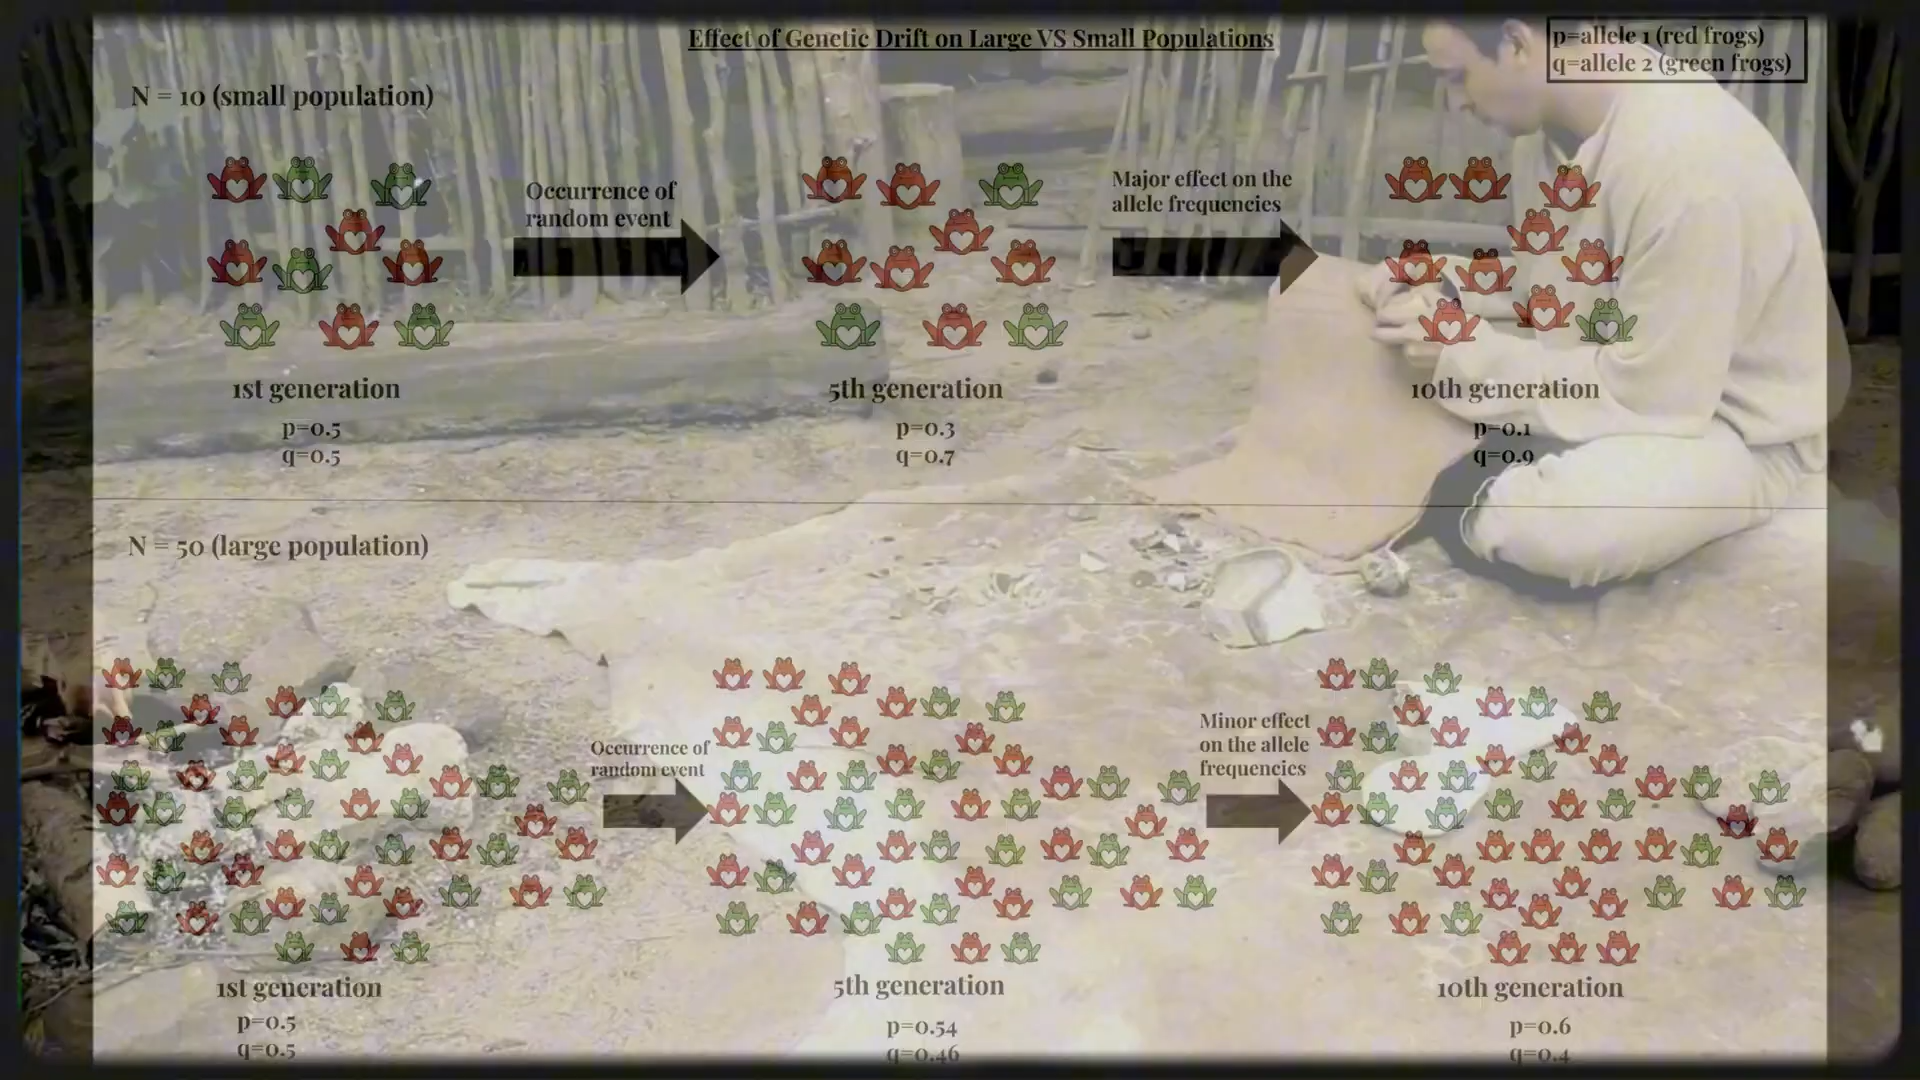 Effect of Genetic Drift on Large VS Small Populations
p=allele 1 (red frogs)
q=allele 2 (green frogs)
N = 10 (small population)
Occurrence of
random event
Major effect on the
allele frequencies
1st generation
p=0.5
q=0.5
5th generation
p=0.3
q=0.7
10th generation
p=0.1
q=0.9
N = 50 (large population)
Occurrence of
random event
Minor effect
on the allele
frequencies
1st generation
p=0.5
q=0.5
5th generation
p=0.54
q=0.46
10th generation
p=0.6
q=0.4